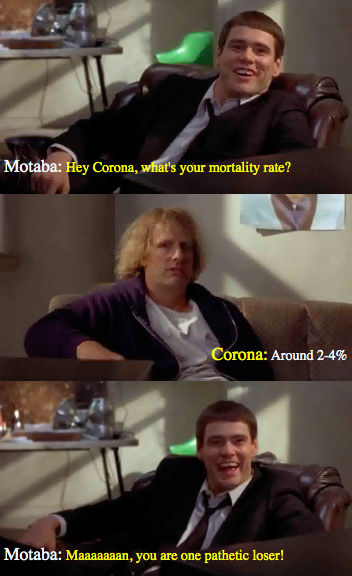 Motaba: Hey Corona, what's your mortality rate?
Corona: Around 2-4%
Motaba: Maaaaaaan, you are one pathetic loser!